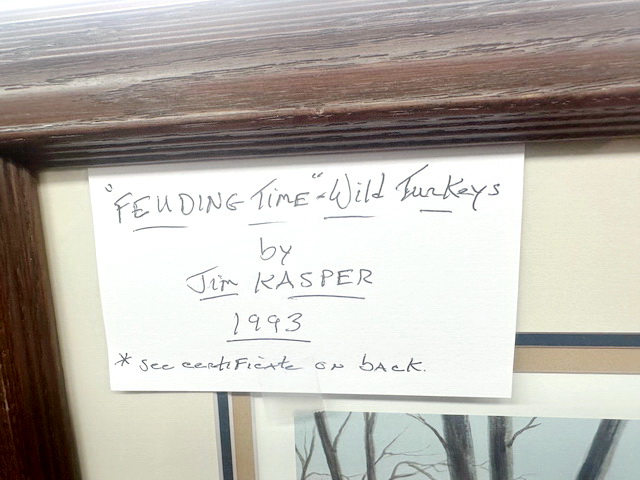 "FEUDING TIME" - Wild Turkeys
by
Jim KASPER
1993
* See certificate on back.